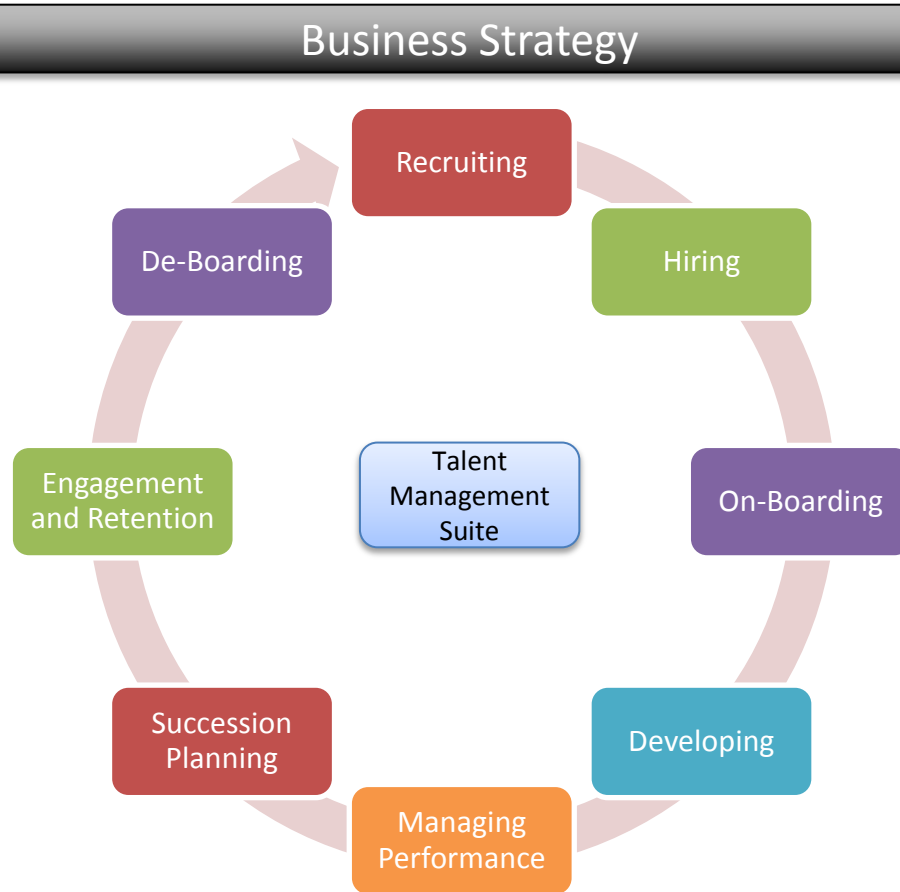 Business Strategy
Recruiting
Hiring
On-Boarding
Developing
Managing
Performance
Succession
Planning
Engagement
and Retention
De-Boarding
Talent
Management
Suite